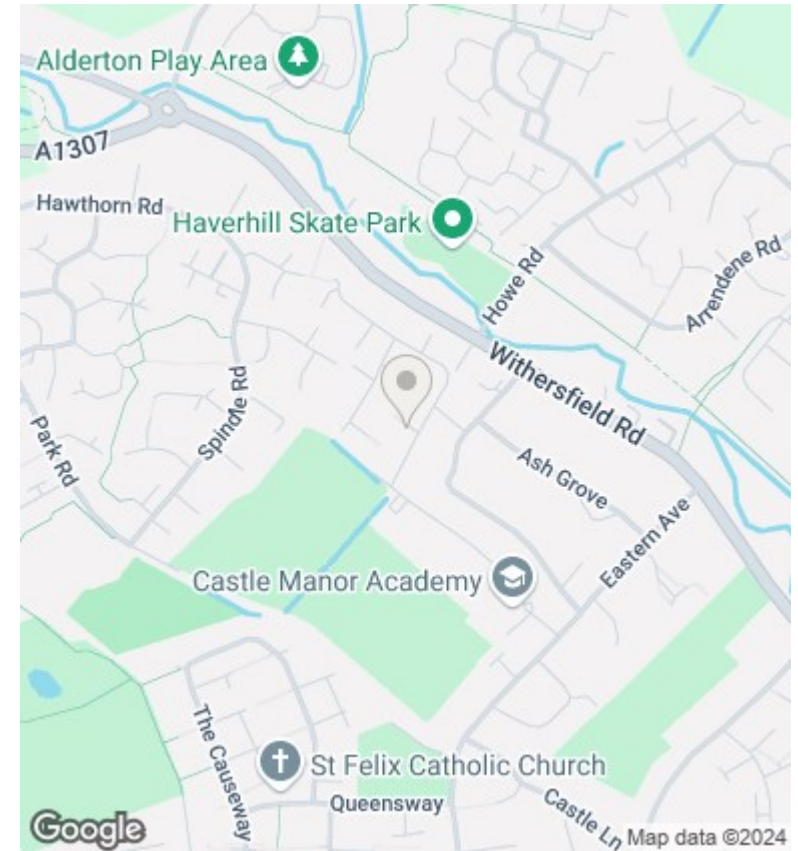 Alderton Play Area
A1307
Hawthorn Rd
Haverhill Skate Park
Howe Rd
Arrendene Rd
Withersfield Rd
Spindle Rd
Park Rd
Ash Grove
Eastern Ave
Castle Manor Academy
The Causeway
St Felix Catholic Church
Queensway
Castle Ln
Google
Map data ©2024